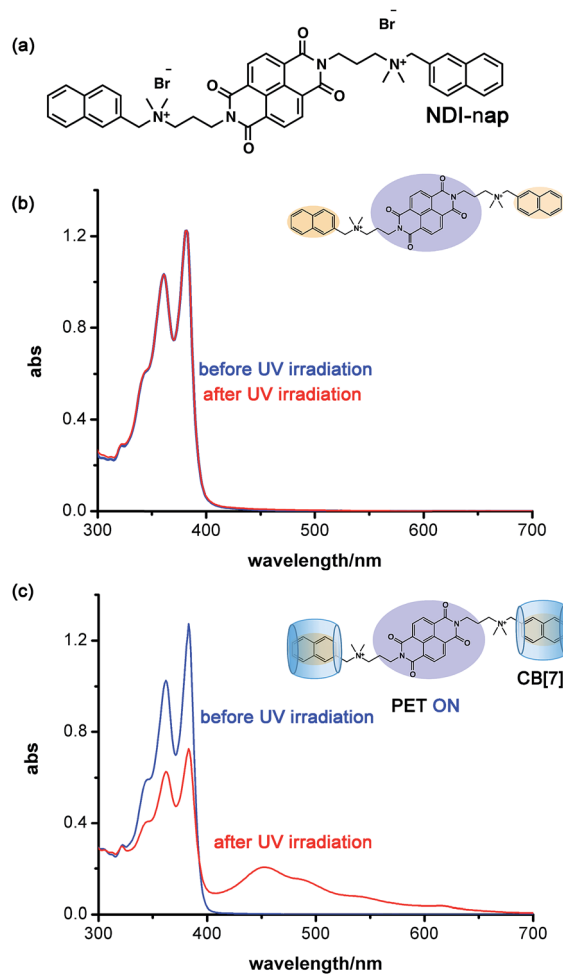 (a)
Br⁻
Br⁻
O
O
N
N⁺
N⁺
N
O
O
NDI-nap
(b)
abs
1.2
0.8
0.4
0.0
300
400
500
600
700
wavelength/nm
before UV irradiation
after UV irradiation
O
O
N
N⁺
N⁺
N
O
O
(c)
abs
1.2
0.8
0.4
0.0
300
400
500
600
700
wavelength/nm
before UV irradiation
after UV irradiation
O
O
N
N⁺
N⁺
N
O
O
PET ON
CB[7]